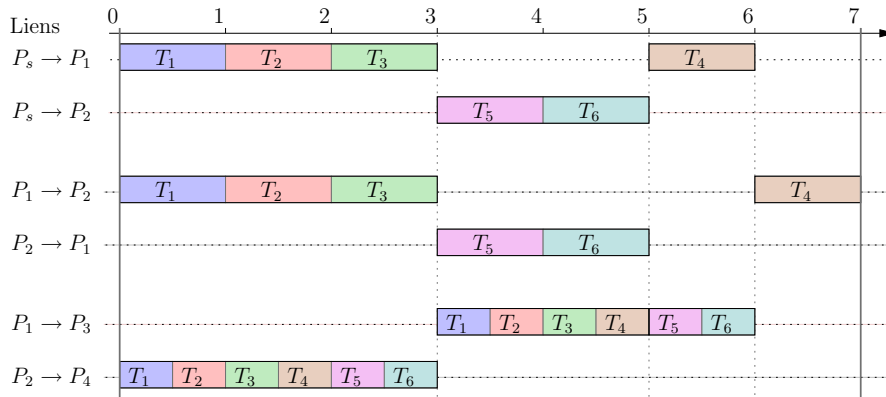 0 1 2 3 4 5 6 7
Liens
P_s → P_1 T_1 T_2 T_3 T_4
P_s → P_2 T_5 T_6
P_1 → P_2 T_1 T_2 T_3 T_4
P_2 → P_1 T_5 T_6
P_1 → P_3 T_1 T_2 T_3 T_4 T_5 T_6
P_2 → P_4 T_1 T_2 T_3 T_4 T_5 T_6